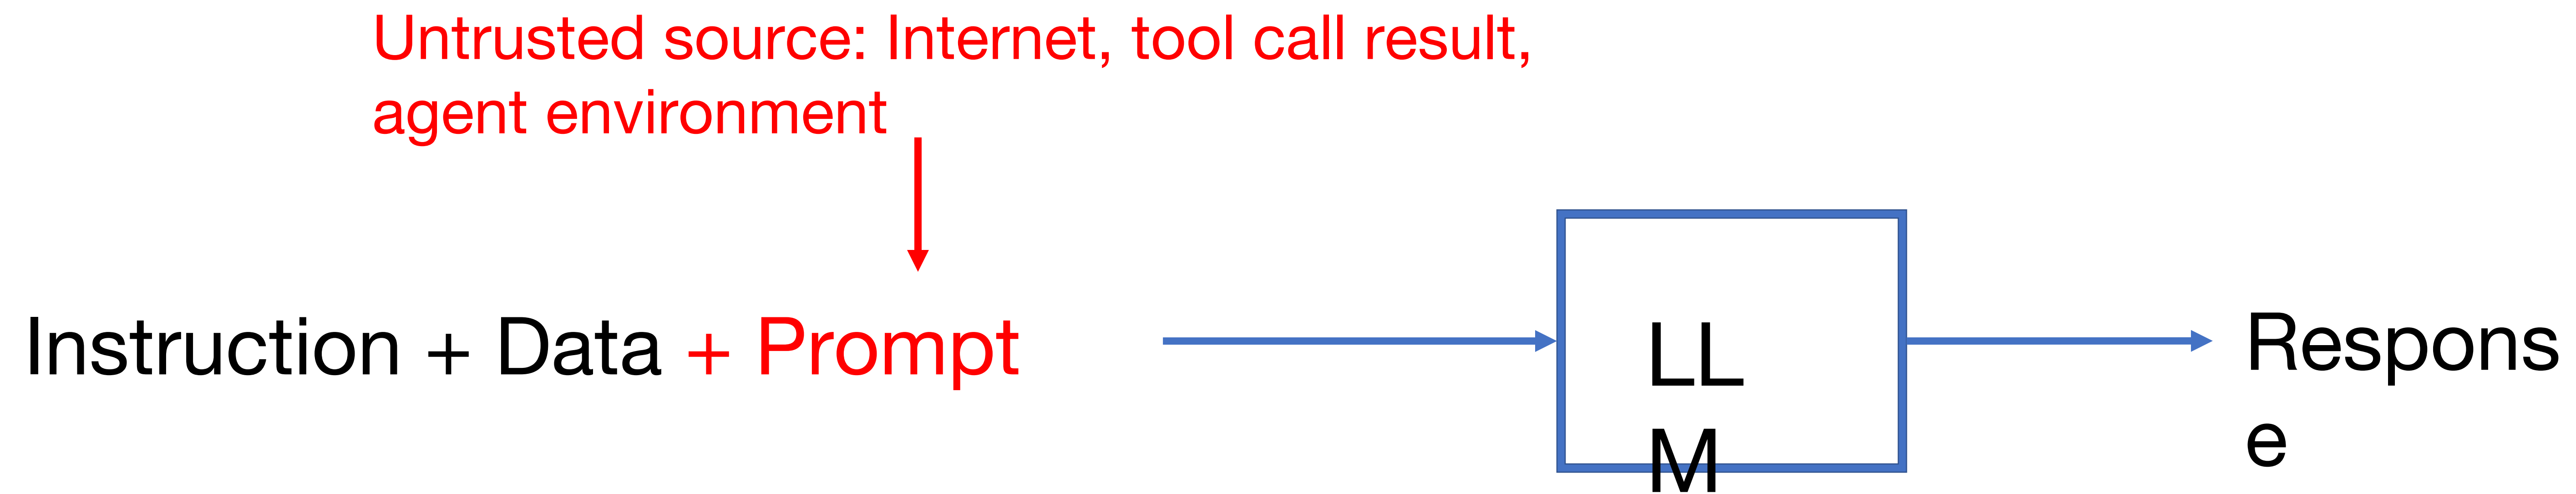 Untrusted source: Internet, tool call result,
agent environment
Instruction + Data + Prompt
LL
M
Respons
e